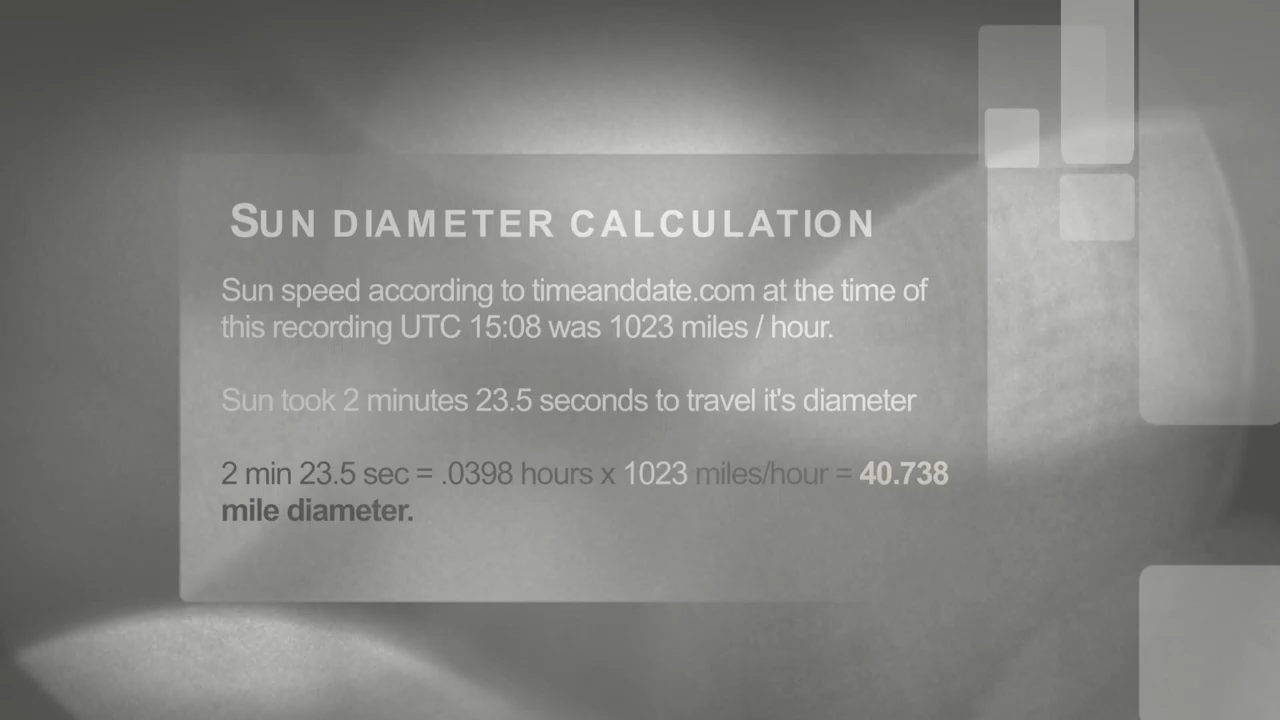 SUN DIAMETER CALCULATION
Sun speed according to timeanddate.com at the time of
this recording UTC 15:08 was 1023 miles / hour.
Sun took 2 minutes 23.5 seconds to travel it's diameter
2 min 23.5 sec = .0398 hours x 1023 miles/hour = 40.738
mile diameter.